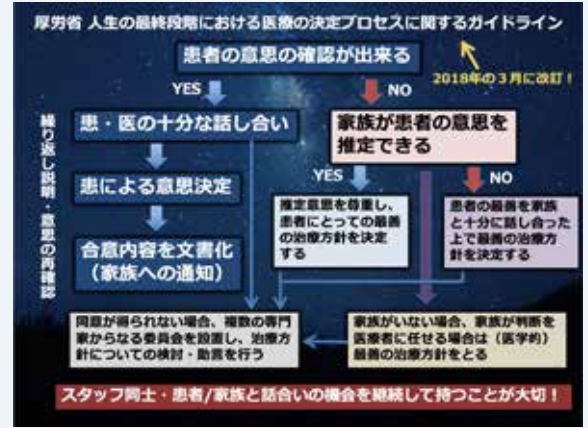 厚労省 人生の最終段階における医療の決定プロセスに関するガイドライン
患者の意思の確認が出来る
2018年の３月に改訂！
YES
NO
繰り返し説明・意思の再確認
患・医の十分な話し合い
家族が患者の意思を
推定できる
YES
NO
患による意思決定
推定意思を尊重し、
患者にとっての最善
の治療方針を決定
する
患者の最善を家族
と十分に話し合った
上で最善の治療方
針を決定する
合意内容を文書化
（家族への通知）
同意が得られない場合、複数の専門
家からなる委員会を設置し、治療方
針についての検討・助言を行う
家族がいない場合、家族が判断を
医療者に任せる場合は（医学的）
最善の治療方針をとる
スタッフ同士・患者/家族と話合いの機会を継続して持つことが大切！